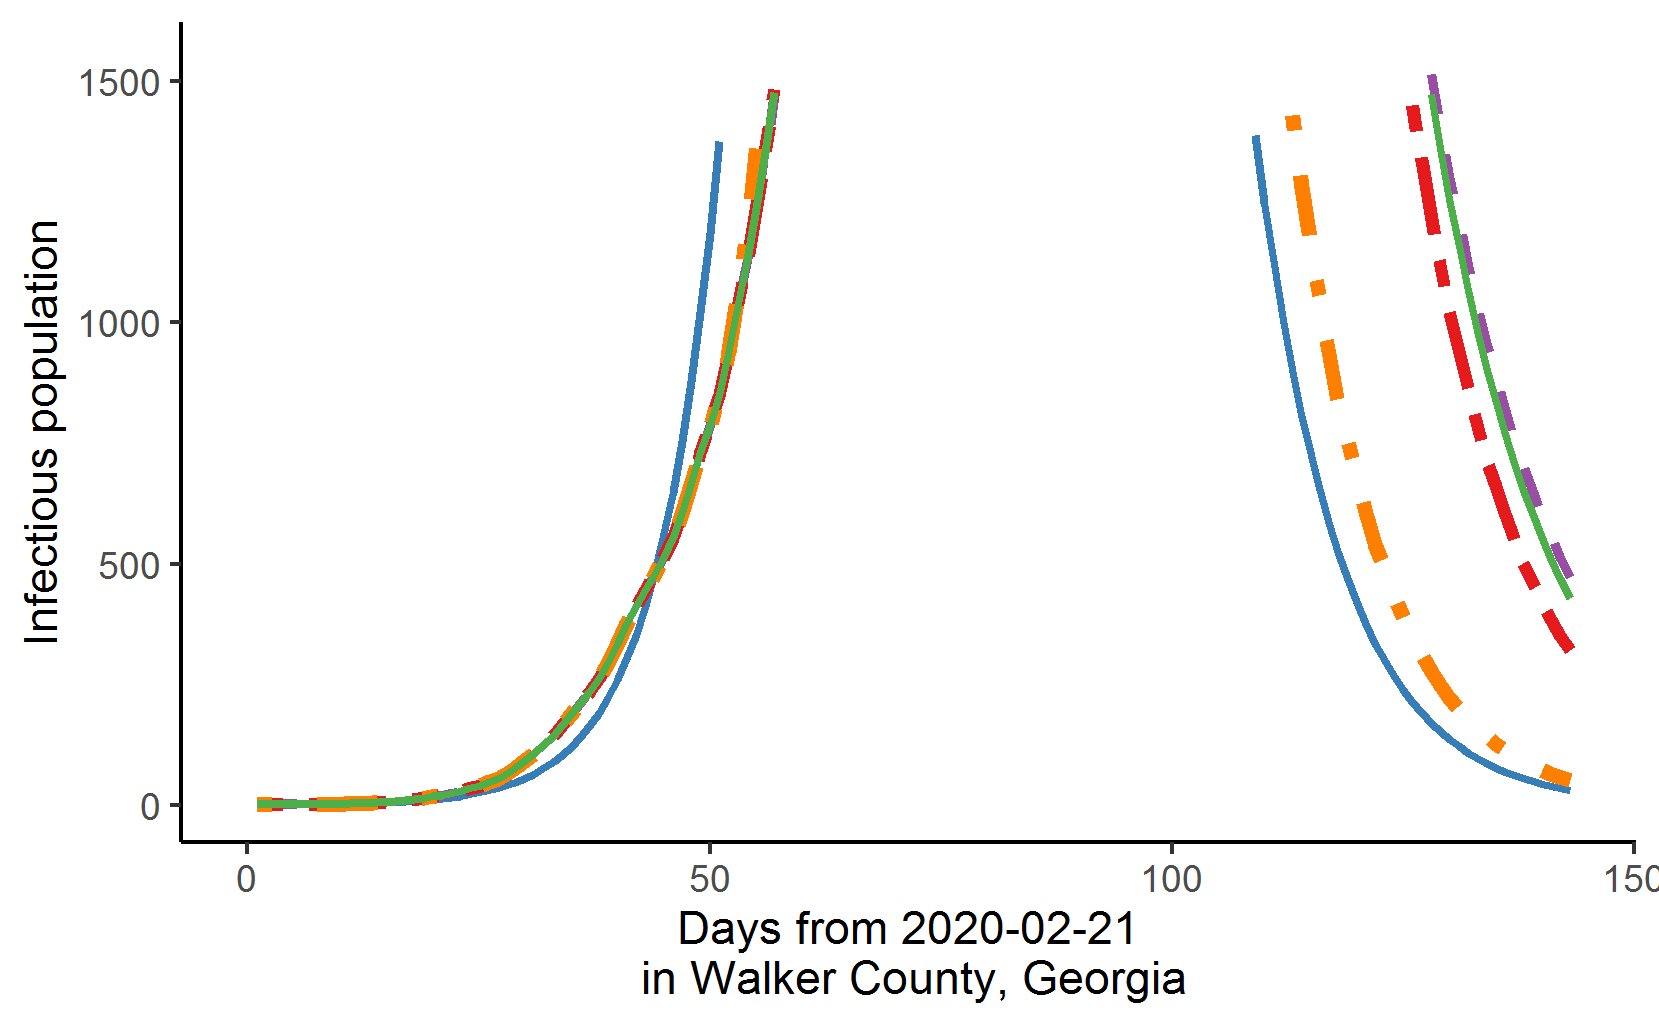 Infectious population
1500
1000
500
0
0 50 100 150
Days from 2020-02-21
in Walker County, Georgia